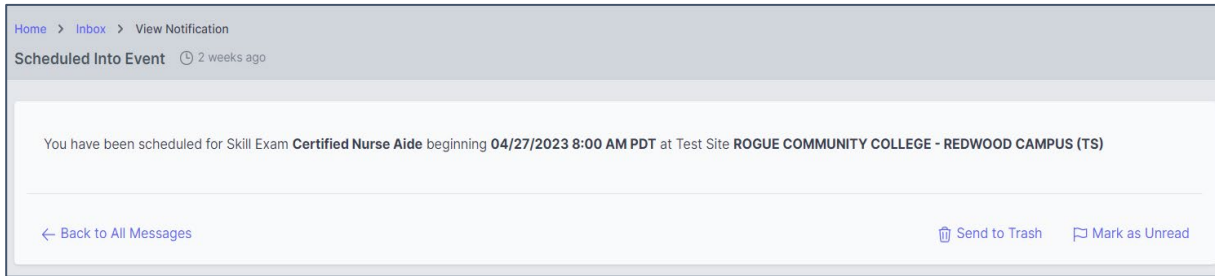 Home > Inbox > View Notification
Scheduled Into Event 2 weeks ago
You have been scheduled for Skill Exam Certified Nurse Aide beginning 04/27/2023 8:00 AM PDT at Test Site ROGUE COMMUNITY COLLEGE - REDWOOD CAMPUS (TS)
← Back to All Messages Send to Trash Mark as Unread